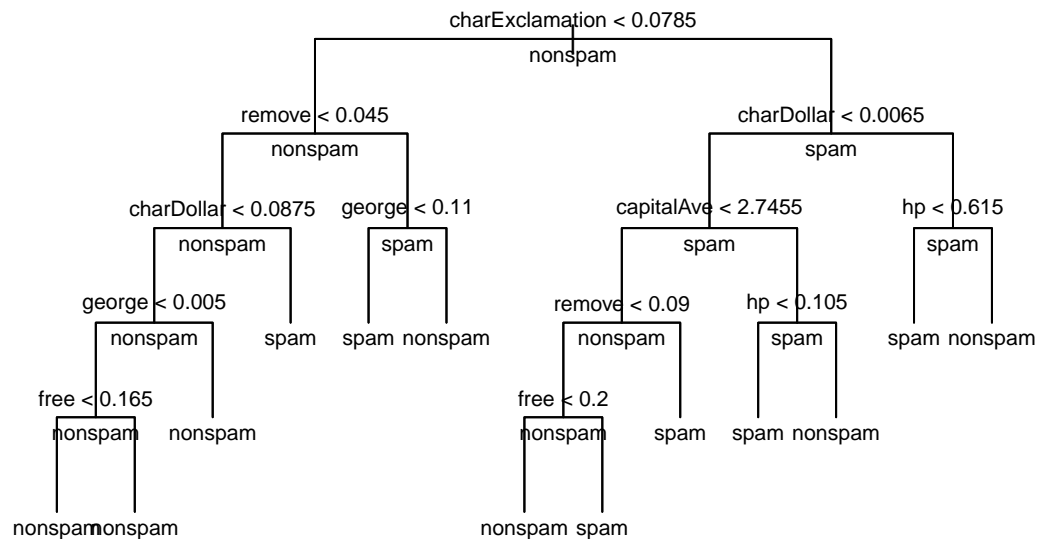 charExclamation < 0.0785
nonspam
remove < 0.045 charDollar < 0.0065
nonspam spam
charDollar < 0.0875 george < 0.11 capitalAve < 2.7455 hp < 0.615
nonspam spam spam spam
george < 0.005 remove < 0.09 hp < 0.105
nonspam spam spam nonspam nonspam spam spam nonspam
free < 0.165 free < 0.2
nonspam nonspam nonspam spam spam nonspam
nonspam nonspam nonspam spam